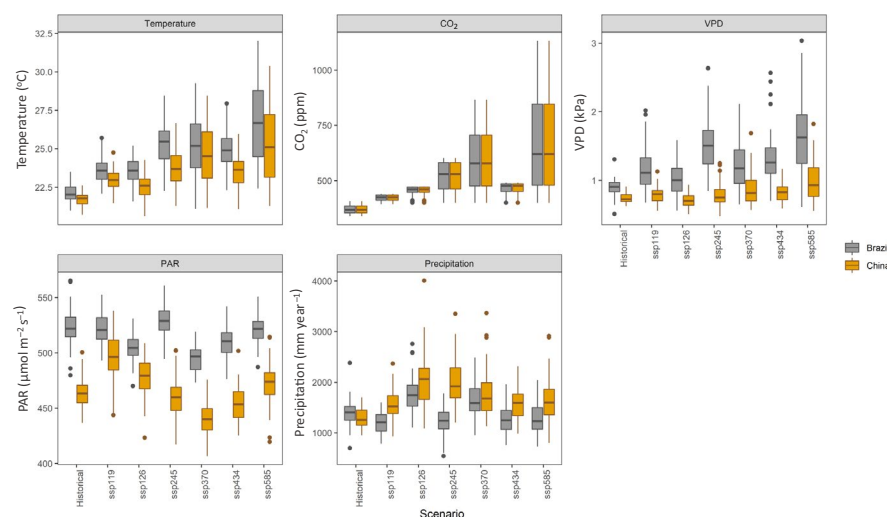 Temperature
CO2
VPD
Temperature (°C)
32.5
30.0
27.5
25.0
22.5
CO2 (ppm)
1000
750
500
VPD (kPa)
3
2
1
0
Historical
ssp119
ssp126
ssp245
ssp370
ssp434
ssp585
Brazi
China
PAR
Precipitation
PAR (µmol m−2 s−1)
550
500
450
400
Precipitation (mm year−1)
4000
3000
2000
1000
Historical
ssp119
ssp126
ssp245
ssp370
ssp434
ssp585
Historical
ssp119
ssp126
ssp245
ssp370
ssp434
ssp585
Scenario